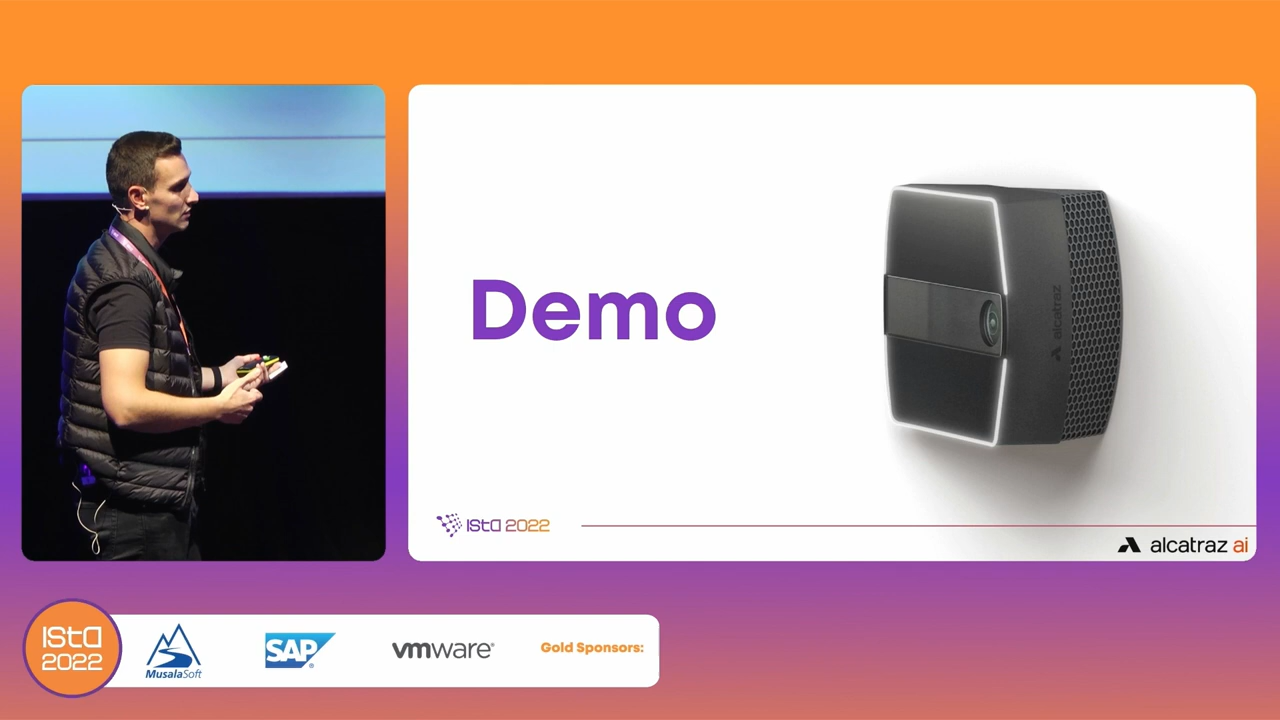 Demo
alcatraz
ISTA 2022
alcatraz ai
ISTA
2022
MusalaSoft
SAP®
vmware®
Gold Sponsors: